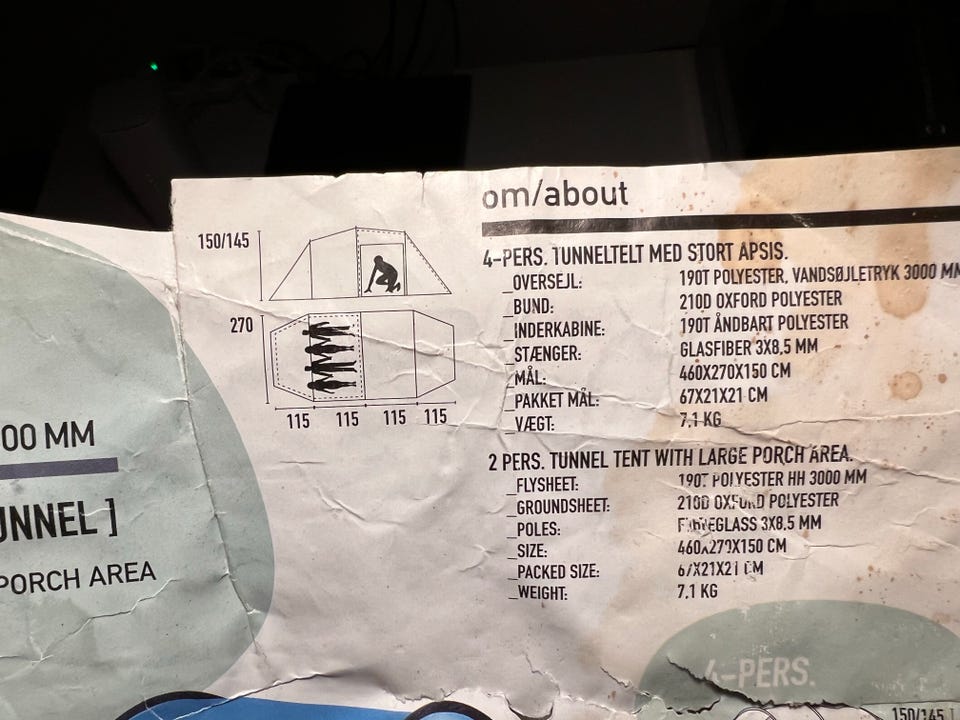 om/about
150/145
270
115 115 115 115
4-PERS. TUNNELTELT MED STORT APSIS.
_OVERSEJL: 190T POLYESTER, VANDSØJLETRYK 3000 MM
_BUND: 210D OXFORD POLYESTER
_INDERKABINE: 190T ÅNDBART POLYESTER
_STÆNGER: GLASFIBER 3X8,5 MM
_MÅL: 460X270X150 CM
_PAKKET MÅL: 67X21X21 CM
_VÆGT: 7,1 KG
2 PERS. TUNNEL TENT WITH LARGE PORCH AREA.
_FLYSHEET: 190T POLYESTER HH 3000 MM
_GROUNDSHEET: 210D OXFORD POLYESTER
_POLES: FIBREGLASS 3X8,5 MM
_SIZE: 460X270X150 CM
_PACKED SIZE: 67X21X21 CM
_WEIGHT: 7,1 KG
00 MM
UNNEL ]
PORCH AREA
4-PERS.
150/145